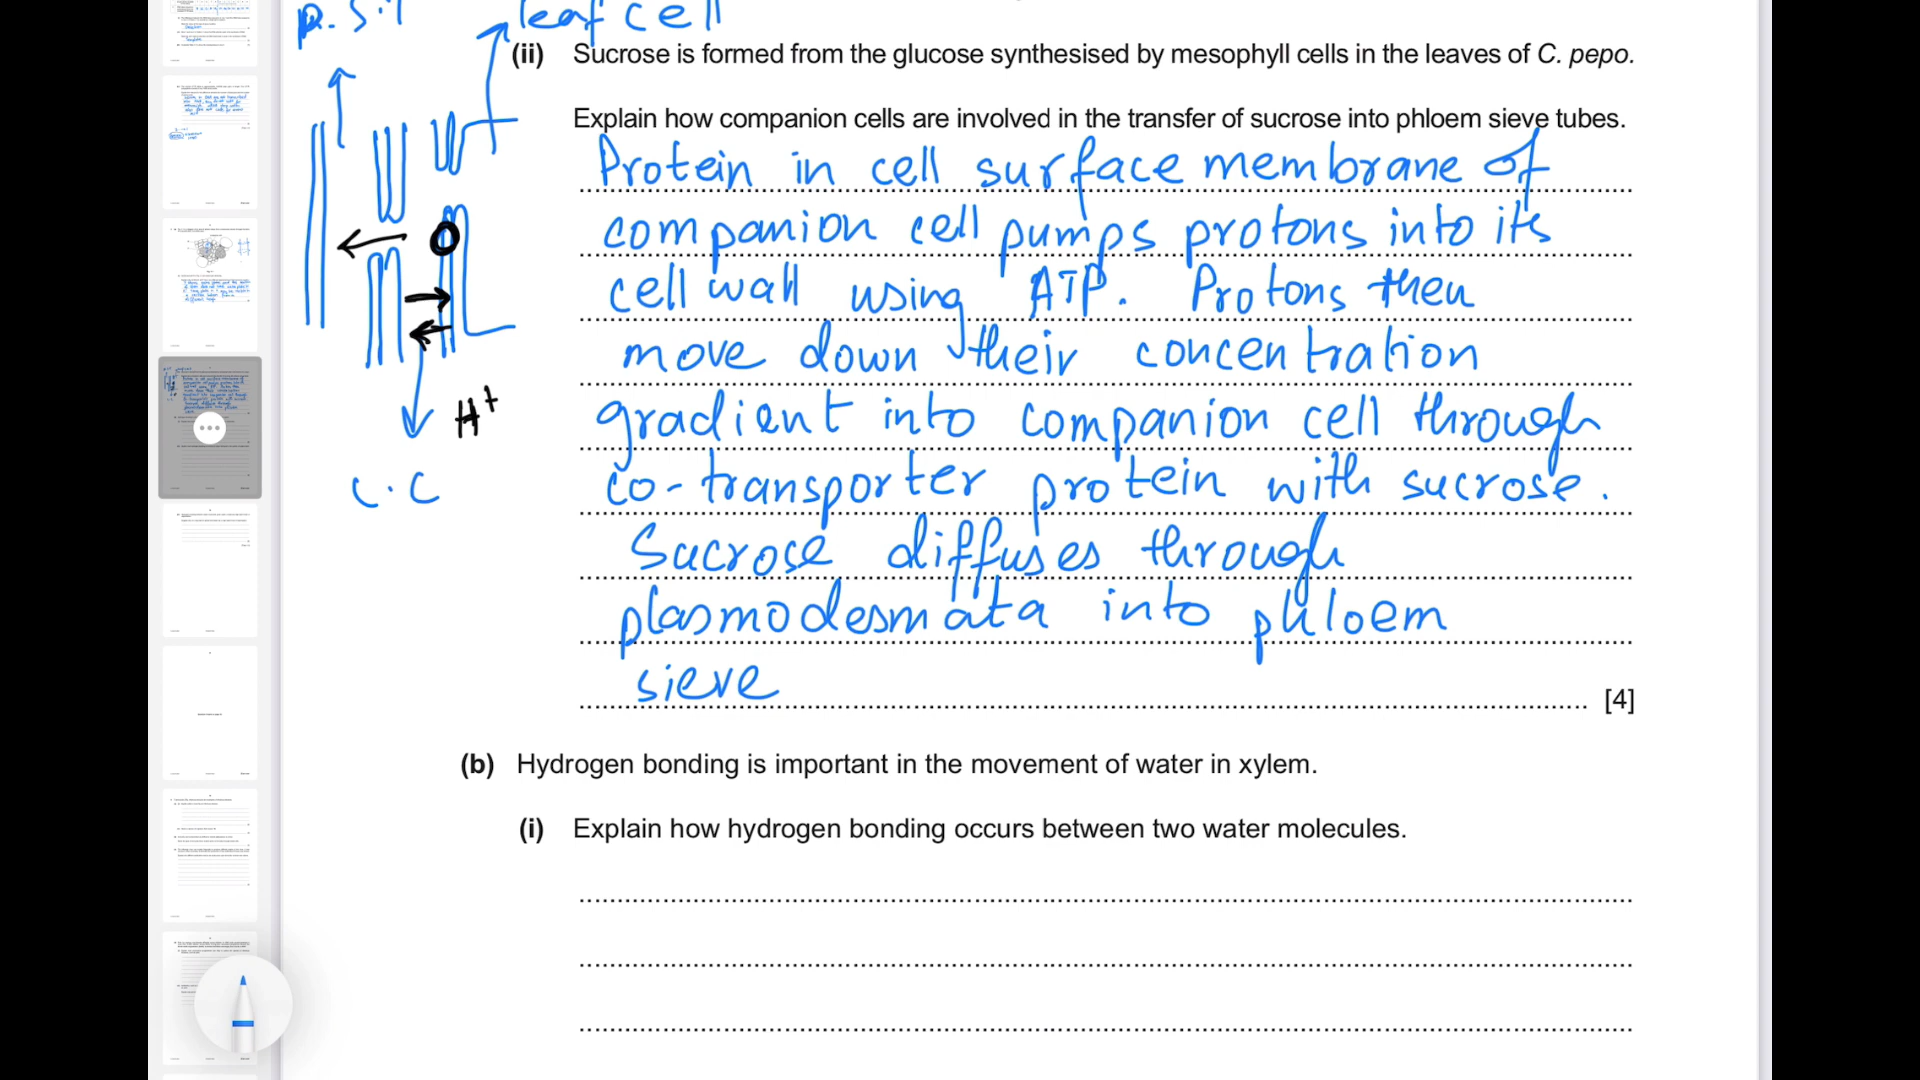 p.s.t
leaf cell
(ii) Sucrose is formed from the glucose synthesised by mesophyll cells in the leaves of C. pepo.
Explain how companion cells are involved in the transfer of sucrose into phloem sieve tubes.
Protein in cell surface membrane of
companion cell pumps protons into its
cell wall using ATP. Protons then
move down their concentration
gradient into companion cell through
co-transporter protein with sucrose.
Sucrose diffuses through
plasmodesmata into phloem
sieve
[4]
H+
C.C
(b) Hydrogen bonding is important in the movement of water in xylem.
(i) Explain how hydrogen bonding occurs between two water molecules.